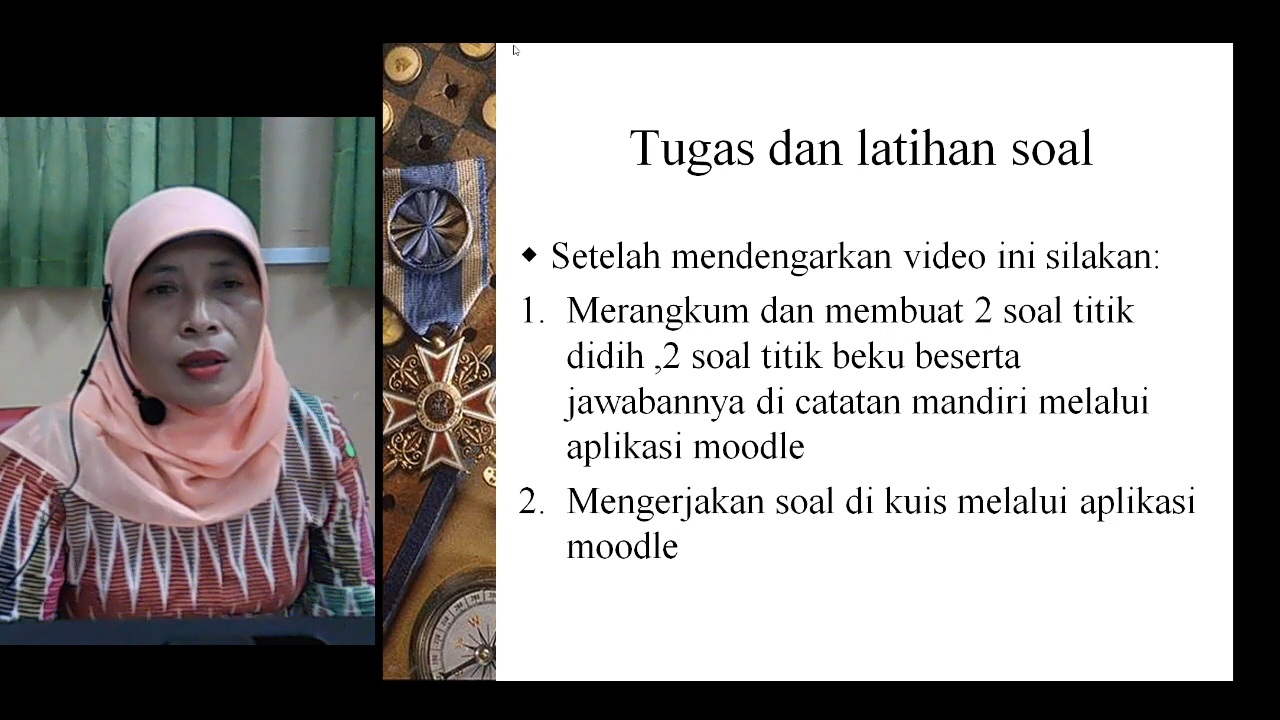 Tugas dan latihan soal
Setelah mendengarkan video ini silakan:
1. Merangkum dan membuat 2 soal titik
didih ,2 soal titik beku beserta
jawabannya di catatan mandiri melalui
aplikasi moodle
2. Mengerjakan soal di kuis melalui aplikasi
moodle